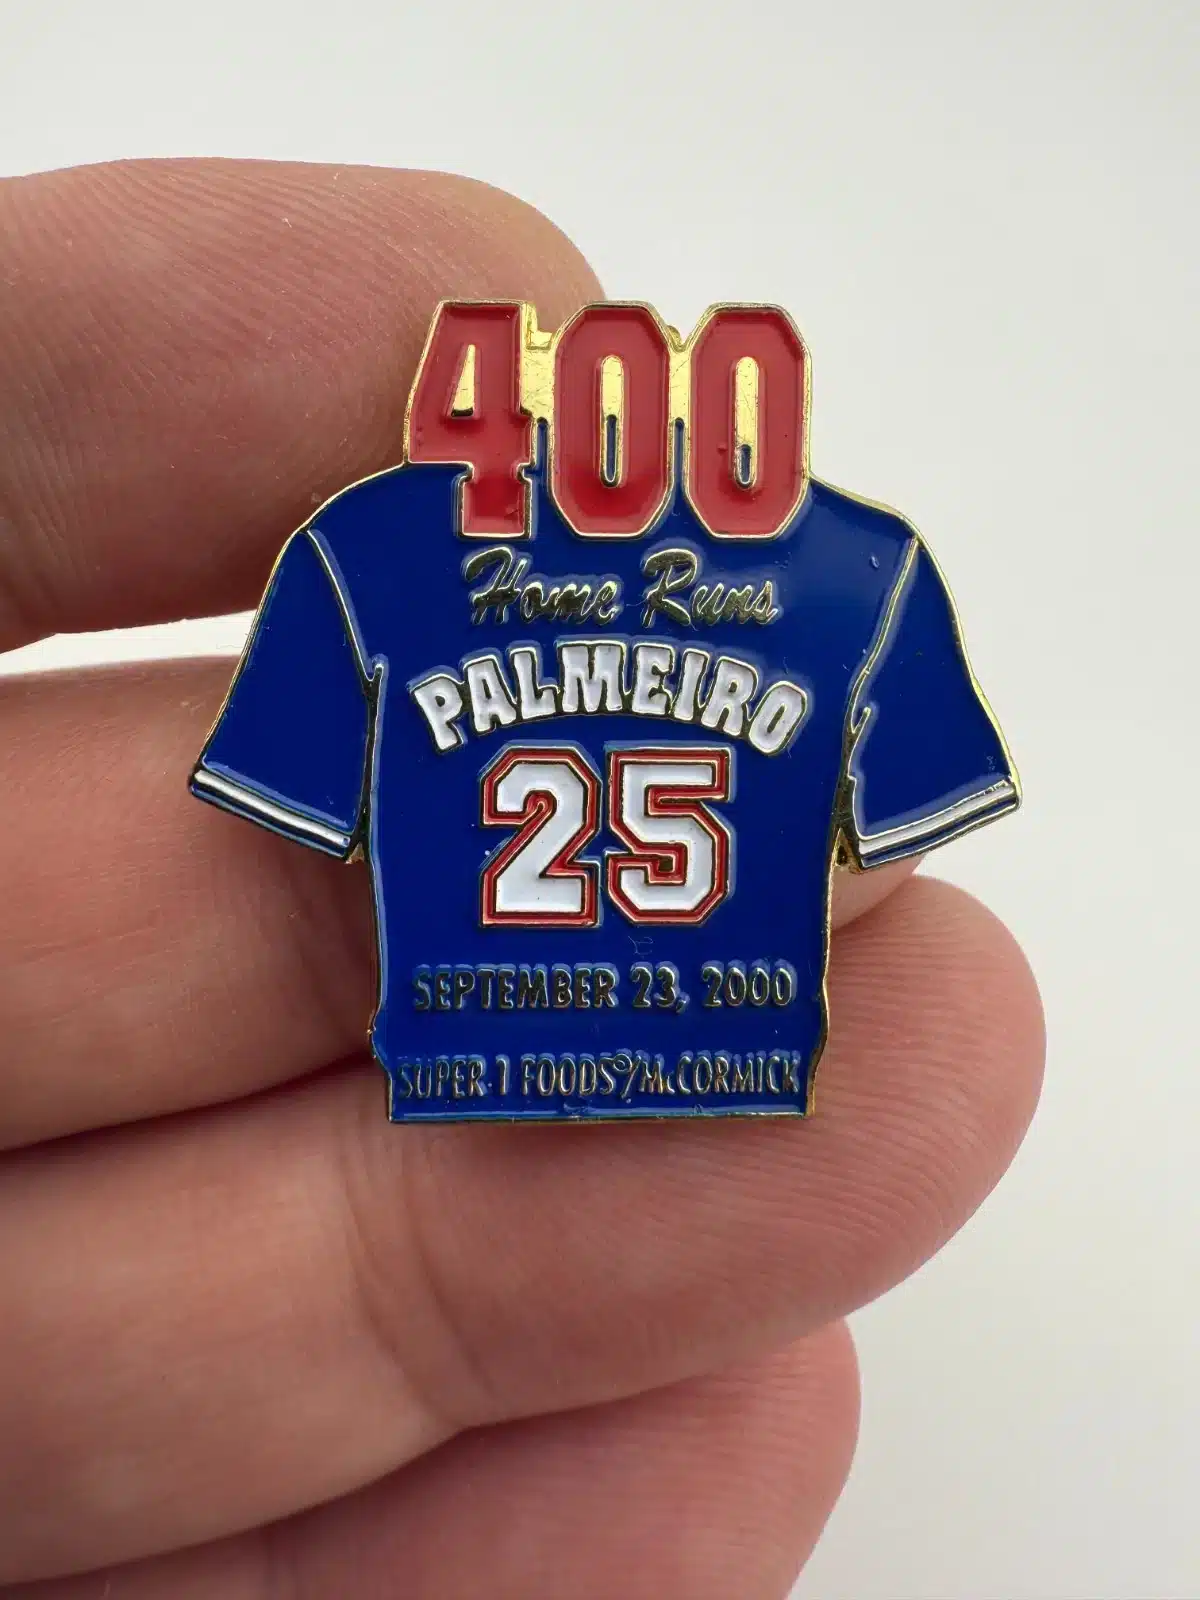 400
Home Runs
PALMEIRO
25
SEPTEMBER 23, 2000
SUPER 1 FOODS/McCORMICK